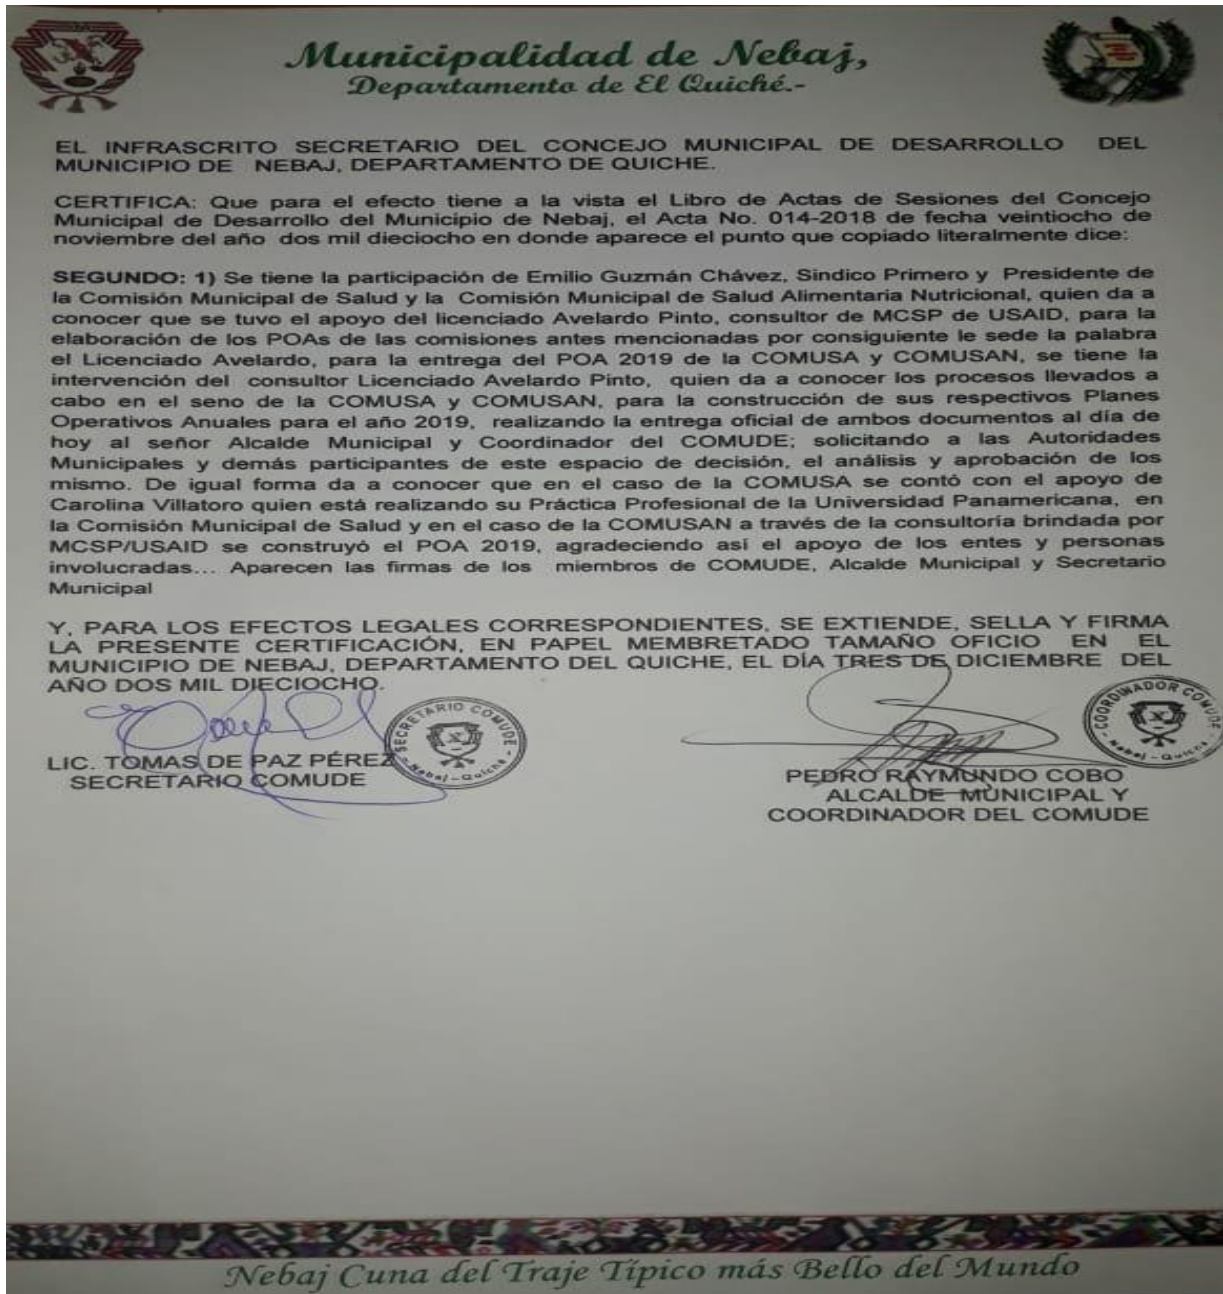 Municipalidad de Nebaj,
Departamento de El Quiché.-
EL INFRASCRITO SECRETARIO DEL CONCEJO MUNICIPAL DE DESARROLLO DEL
MUNICIPIO DE NEBAJ, DEPARTAMENTO DE QUICHE.
CERTIFICA: Que para el efecto tiene a la vista el Libro de Actas de Sesiones del Concejo
Municipal de Desarrollo del Municipio de Nebaj, el Acta No. 014-2018 de fecha veintiocho de
noviembre del año dos mil dieciocho en donde aparece el punto que copiado literalmente dice:
SEGUNDO: 1) Se tiene la participación de Emilio Guzmán Chávez, Sindico Primero y Presidente de
la Comisión Municipal de Salud y la Comisión Municipal de Salud Alimentaria Nutricional, quien da a
conocer que se tuvo el apoyo del licenciado Avelardo Pinto, consultor de MCSP de USAID, para la
elaboración de los POAs de las comisiones antes mencionadas por consiguiente le sede la palabra
el Licenciado Avelardo, para la entrega del POA 2019 de la COMUSA y COMUSAN, se tiene la
intervención del consultor Licenciado Avelardo Pinto, quien da a conocer los procesos llevados a
cabo en el seno de la COMUSA y COMUSAN, para la construcción de sus respectivos Planes
Operativos Anuales para el año 2019, realizando la entrega oficial de ambos documentos al día de
hoy al señor Alcalde Municipal y Coordinador del COMUDE; solicitando a las Autoridades
Municipales y demás participantes de este espacio de decisión, el análisis y aprobación de los
mismo. De igual forma da a conocer que en el caso de la COMUSA se contó con el apoyo de
Carolina Villatoro quien está realizando su Práctica Profesional de la Universidad Panamericana, en
la Comisión Municipal de Salud y en el caso de la COMUSAN a través de la consultoría brindada por
MCSP/USAID se construyó el POA 2019, agradeciendo así el apoyo de los entes y personas
involucradas... Aparecen las firmas de los miembros de COMUDE, Alcalde Municipal y Secretario
Municipal
Y, PARA LOS EFECTOS LEGALES CORRESPONDIENTES, SE EXTIENDE, SELLA Y FIRMA
LA PRESENTE CERTIFICACIÓN, EN PAPEL MEMBRETADO TAMAÑO OFICIO EN EL
MUNICIPIO DE NEBAJ, DEPARTAMENTO DEL QUICHE, EL DÍA TRES DE DICIEMBRE DEL
AÑO DOS MIL DIECIOCHO.
SECRETARIO COMUDE
- Nebaj - Quiché -
COORDINADOR COMUDE
- Nebaj - Quiché -
LIC. TOMAS DE PAZ PÉREZ
SECRETARIO COMUDE
PEDRO RAYMUNDO COBO
ALCALDE MUNICIPAL Y
COORDINADOR DEL COMUDE
Nebaj Cuna del Traje Típico más Bello del Mundo